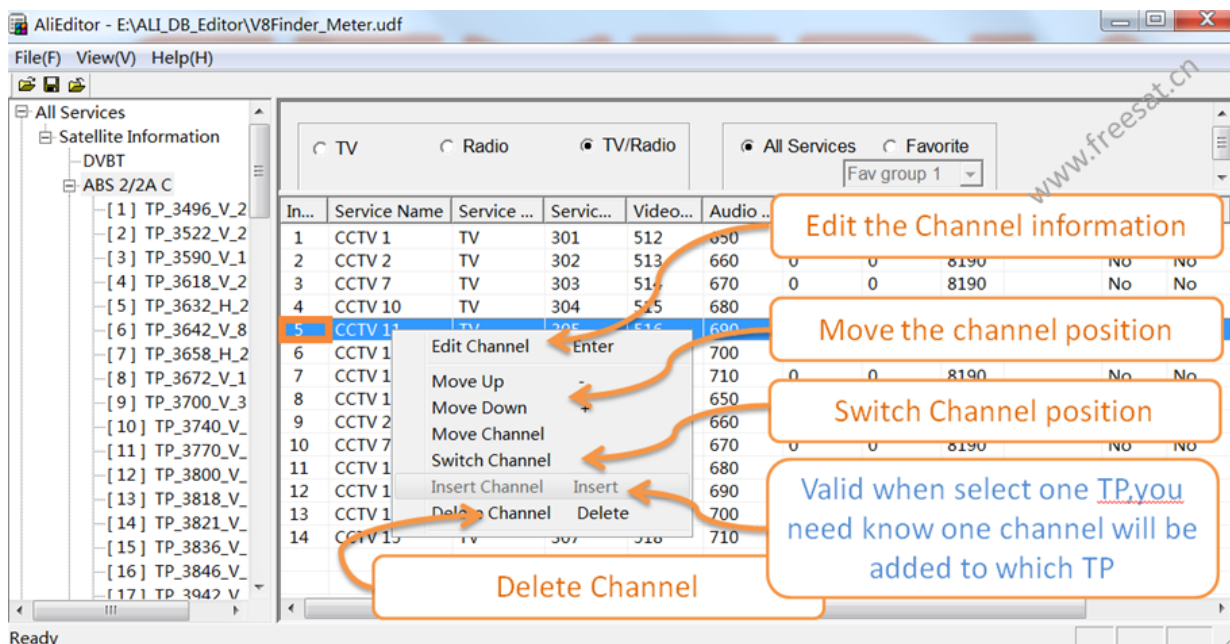 AliEditor - E:\ALI_DB_Editor\V8Finder_Meter.udf
File(F) View(V) Help(H)
www.freesat.cn
All Services
Satellite Information
DVBT
ABS 2/2A C
[1] TP_3496_V_2
[2] TP_3522_V_2
[3] TP_3590_V_1
[4] TP_3618_V_2
[5] TP_3632_H_2
[6] TP_3642_V_8
[7] TP_3658_H_2
[8] TP_3672_V_1
[9] TP_3700_V_3
[10] TP_3740_V_
[11] TP_3770_V_
[12] TP_3800_V_
[13] TP_3818_V_
[14] TP_3821_V_
[15] TP_3836_V_
[16] TP_3846_V_
[17] TP_3942_V
TV Radio TV/Radio All Services Favorite
Fav group 1
In... Service Name Service ... Servic... Video... Audio ...
1 CCTV 1 TV 301 512 650
2 CCTV 2 TV 302 513 660 0 0 8190 No No
3 CCTV 7 TV 303 514 670 0 0 8190 No No
4 CCTV 10 TV 304 515 680
5 CCTV 11 TV 305 516 690
6 CCTV 1 700
7 CCTV 1 710 0 0 8190 No No
8 CCTV 1 650
9 CCTV 2 660
10 CCTV 7 670 0 0 8190 No No
11 CCTV 1 680
12 CCTV 1 690
13 CCTV 1 700
14 CCTV 15 TV 307 518 710
Edit Channel Enter
Move Up -
Move Down +
Move Channel
Switch Channel
Insert Channel Insert
Delete Channel Delete
Edit the Channel information
Move the channel position
Switch Channel position
Valid when select one TP,you
need know one channel will be
added to which TP
Delete Channel
Ready